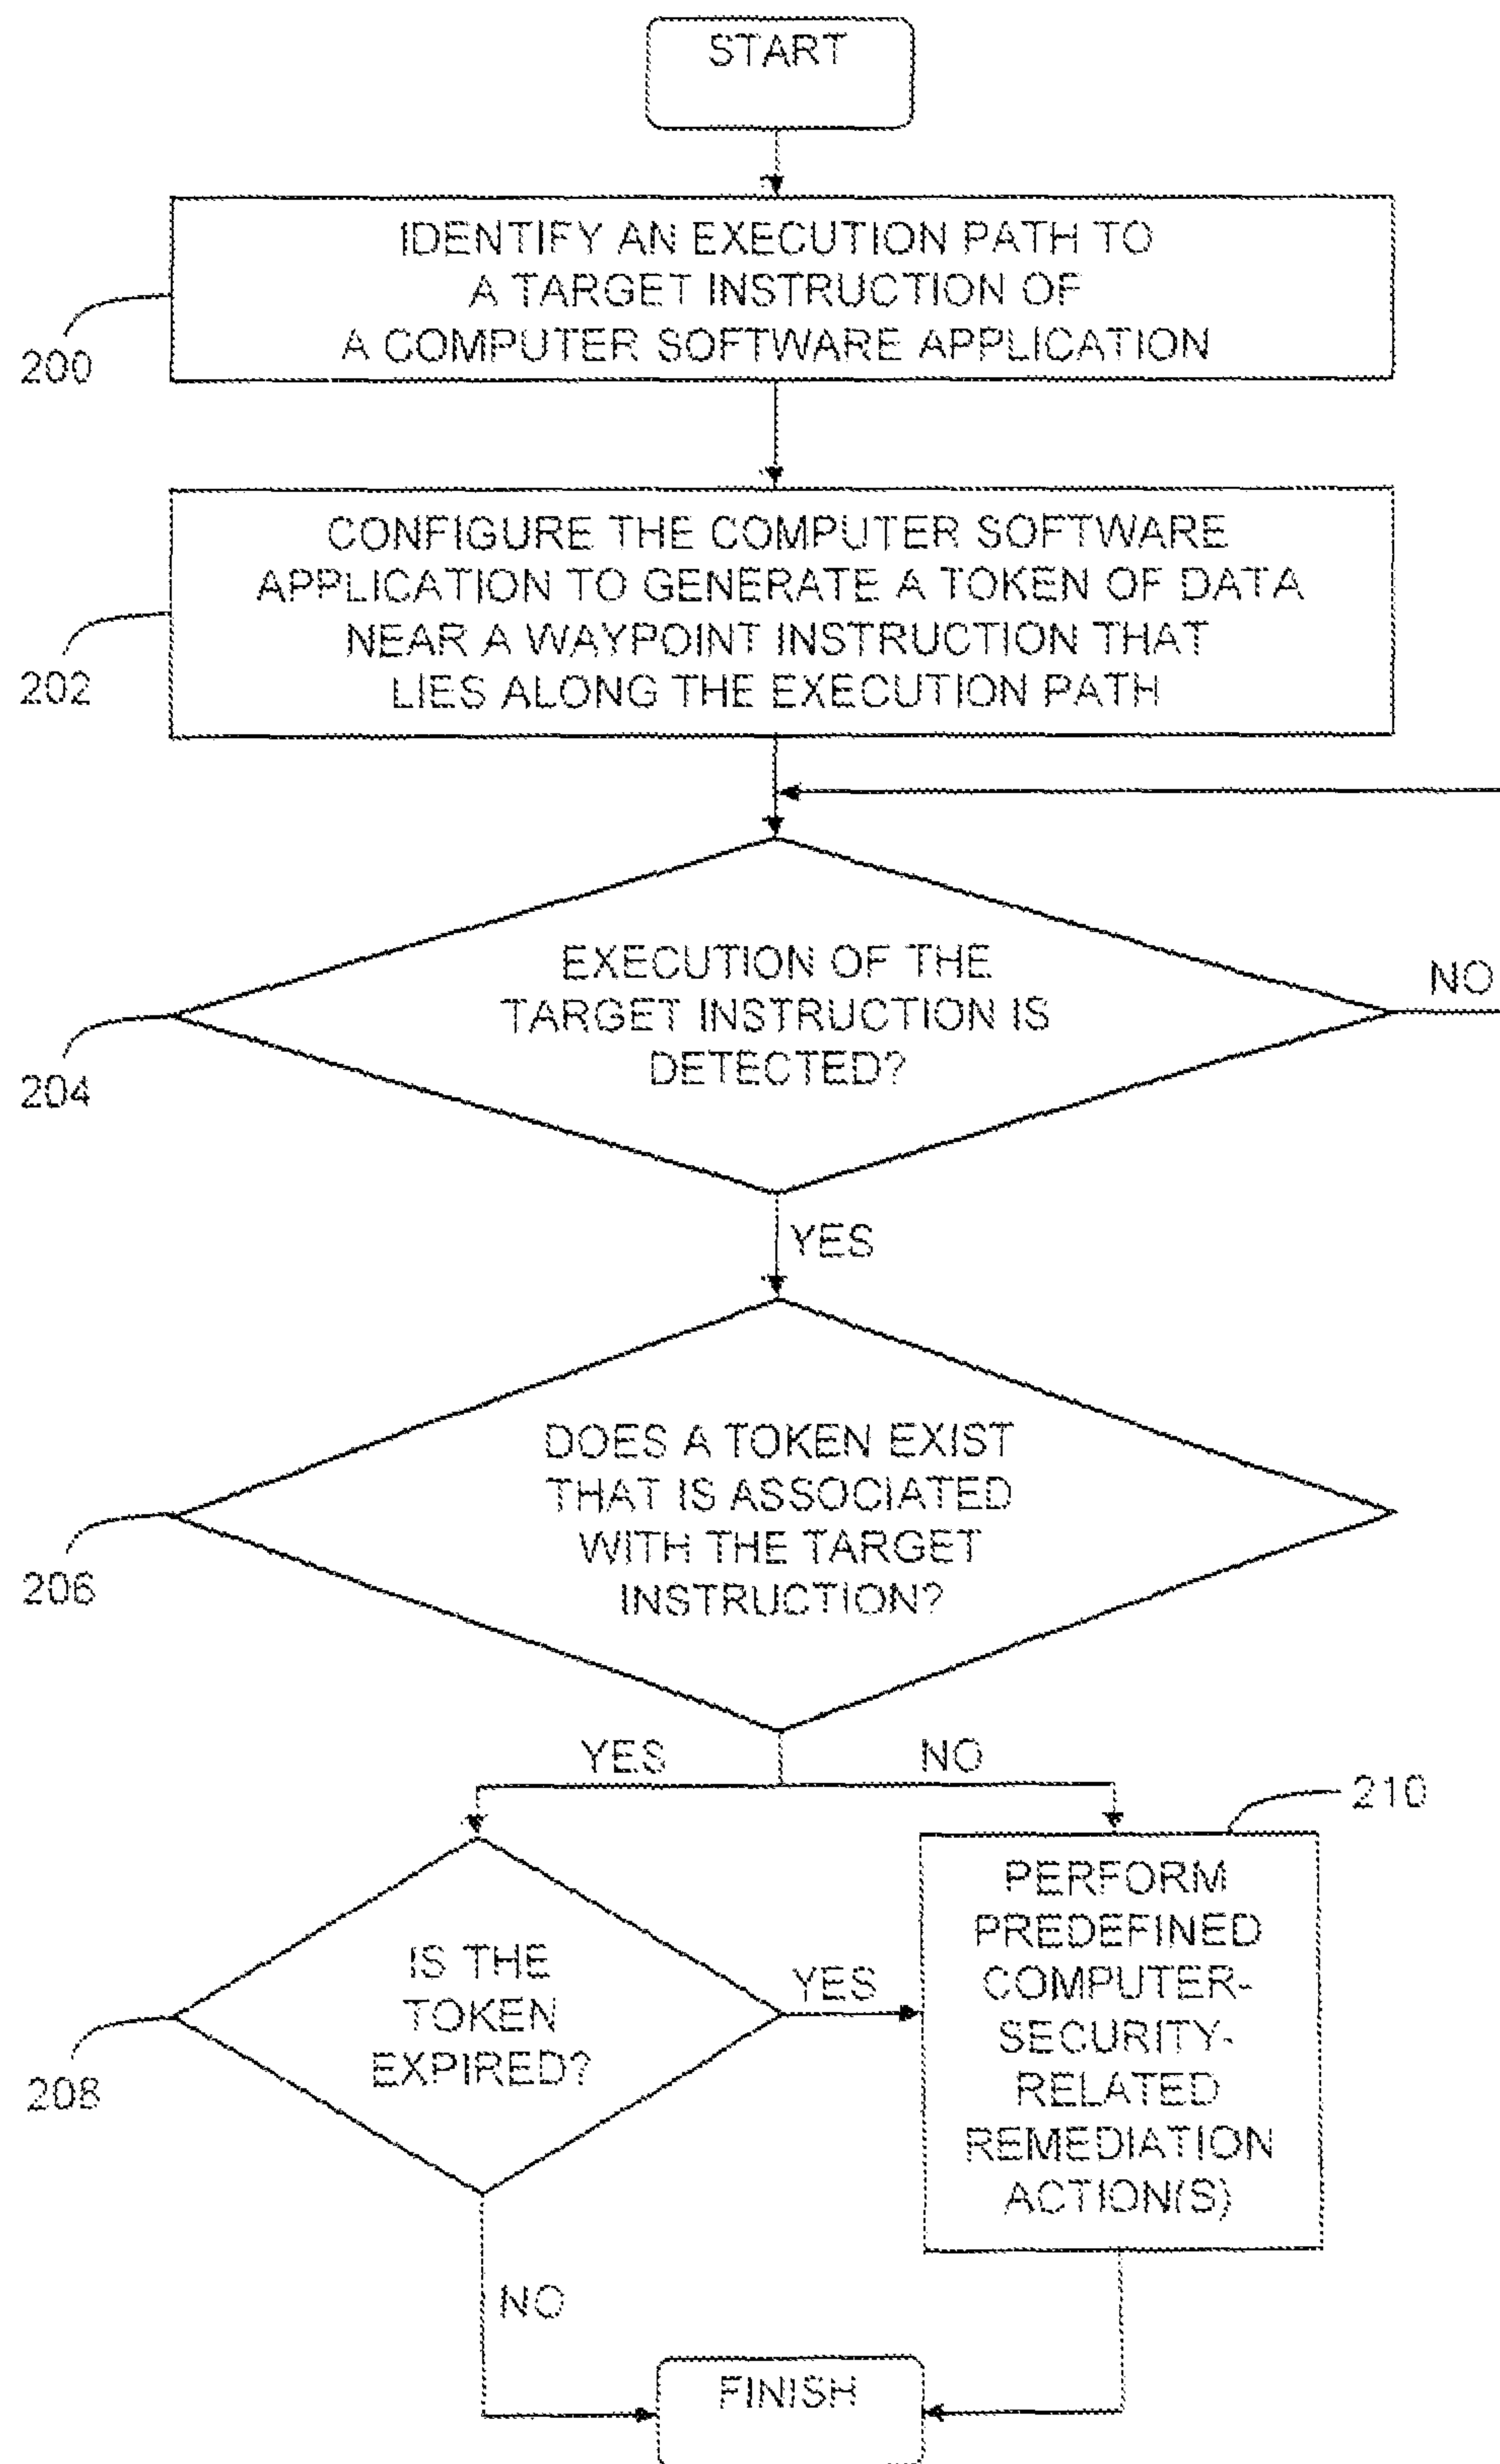 START
IDENTIFY AN EXECUTION PATH TO
A TARGET INSTRUCTION OF
A COMPUTER SOFTWARE APPLICATION
200
CONFIGURE THE COMPUTER SOFTWARE
APPLICATION TO GENERATE A TOKEN OF DATA
NEAR A WAYPOINT INSTRUCTION THAT
LIES ALONG THE EXECUTION PATH
202
EXECUTION OF THE
TARGET INSTRUCTION IS
DETECTED?
NO
204
YES
DOES A TOKEN EXIST
THAT IS ASSOCIATED
WITH THE TARGET
INSTRUCTION?
206
YES
NO
210
IS THE
TOKEN
EXPIRED?
208
YES
PERFORM
PREDEFINED
COMPUTER-
SECURITY-
RELATED
REMEDIATION
ACTION(S)
NO
FINISH